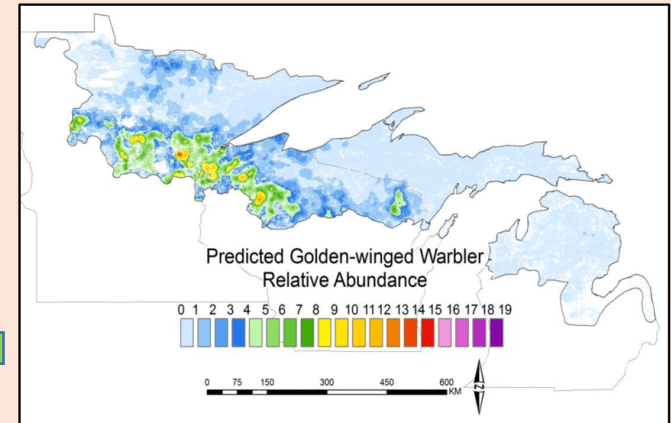 Predicted Golden-winged Warbler
Relative Abundance
0 1 2 3 4 5 6 7 8 9 10 11 12 13 14 15 16 17 18 19
0 75 150 300 450 600
KM
N